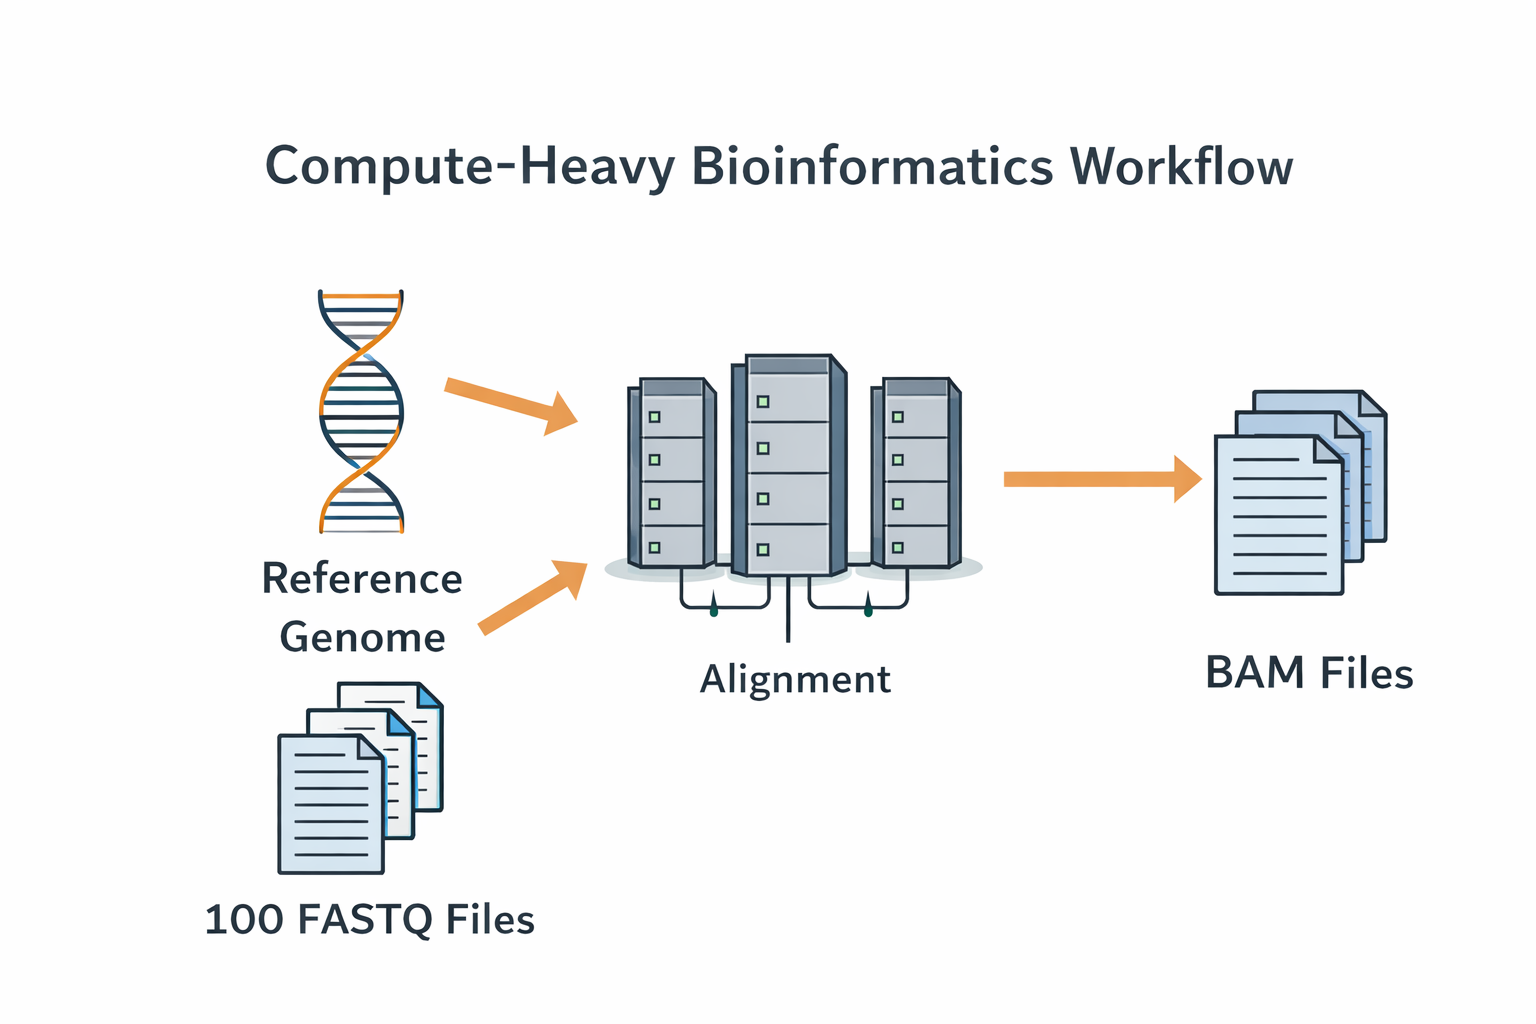 Compute-Heavy Bioinformatics Workflow
Reference
Genome
100 FASTQ Files
Alignment
BAM Files